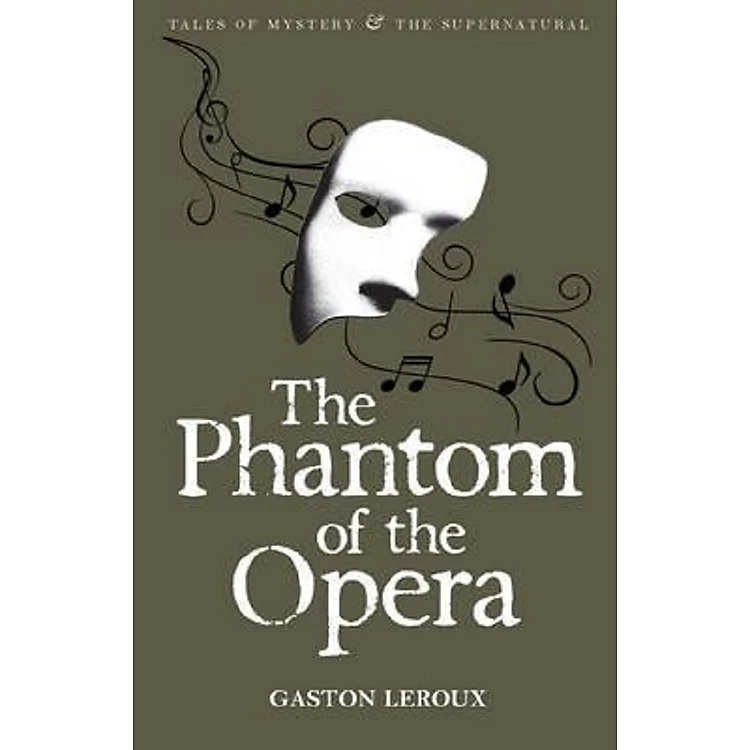 TALES OF MYSTERY & THE SUPERNATURAL
The
Phantom
of the
Opera
GASTON LEROUX